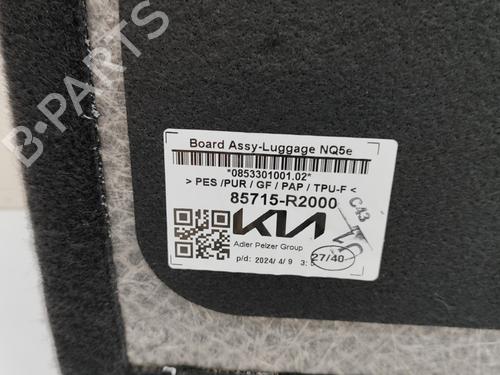 Board Assy-Luggage NQ5e
*0853301001.02*
> PES /PUR / GF / PAP / TPU-F <
85715-R2000
C43
KIA
Adler Pelzer Group
p/d: 2024/ 4/ 9 3:
27/40
B-PARTS